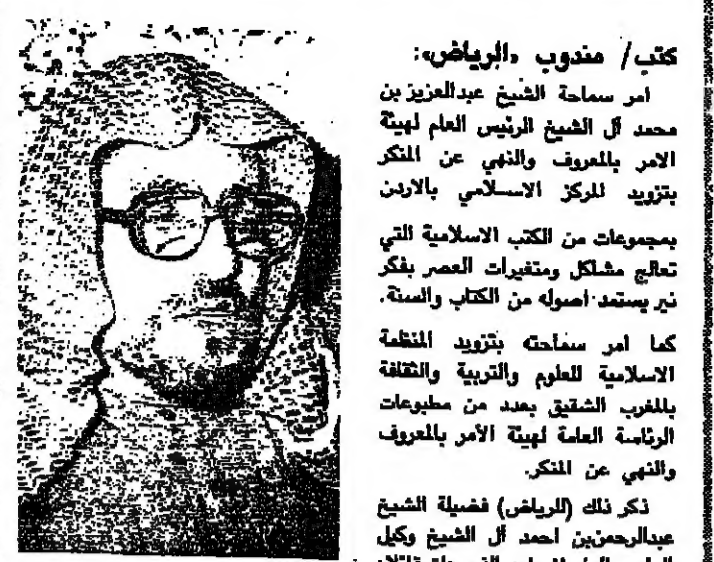 كتب/ مندوب «الرياض»:
امر سماحة الشيخ عبدالعزيز بن
محمد آل الشيخ الرئيس العام لهيئة
الامر بالمعروف والنهي عن المنكر
بتزويد المركز الاسلامي بالاردن
بمجموعات من الكتب الاسلامية التي
تعالج مشاكل ومتغيرات العصر بفكر
نير يستمد اصوله من الكتاب والسنة.
كما امر سماحته بتزويد المنظمة
الاسلامية للعلوم والتربية والثقافة
بالمغرب الشقيق بعدد من مطبوعات
الرئاسة العامة لهيئة الأمر بالمعروف
والنهي عن المنكر.
ذكر ذلك (للرياض) فضيلة الشيخ
عبدالرحمن بن احمد آل الشيخ وكيل